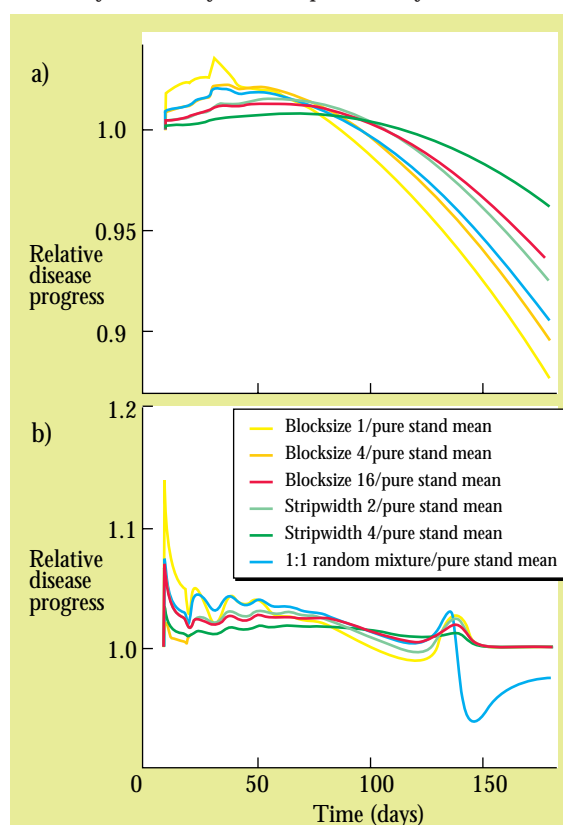 a)
1.0
0.95
Relative
disease
progress
0.9
1.2
b)
Blocksize 1/pure stand mean
Blocksize 4/pure stand mean
Blocksize 16/pure stand mean
Stripwidth 2/pure stand mean
Stripwidth 4/pure stand mean
1:1 random mixture/pure stand mean
1.1
Relative
disease
progress
1.0
0 50 100 150
Time (days)